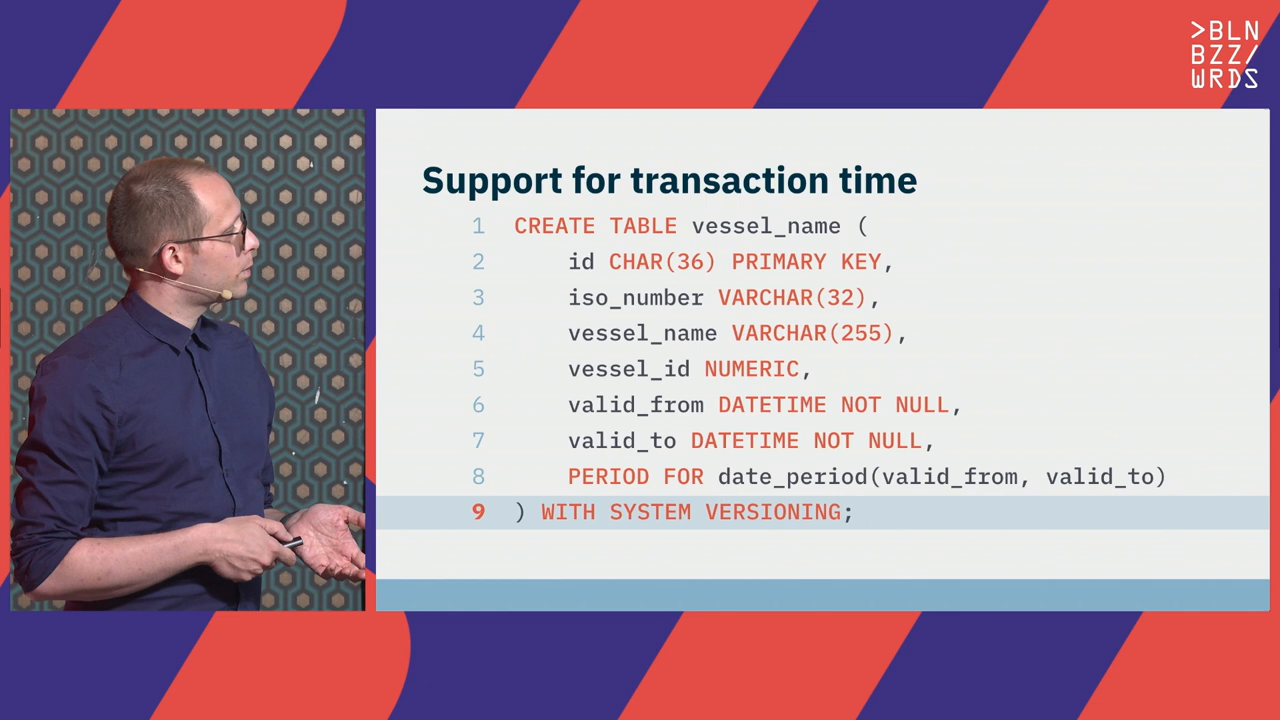 >BLN
BZZ/
WRDS
Support for transaction time
1 CREATE TABLE vessel_name (
2 id CHAR(36) PRIMARY KEY,
3 iso_number VARCHAR(32),
4 vessel_name VARCHAR(255),
5 vessel_id NUMERIC,
6 valid_from DATETIME NOT NULL,
7 valid_to DATETIME NOT NULL,
8 PERIOD FOR date_period(valid_from, valid_to)
9 ) WITH SYSTEM VERSIONING;